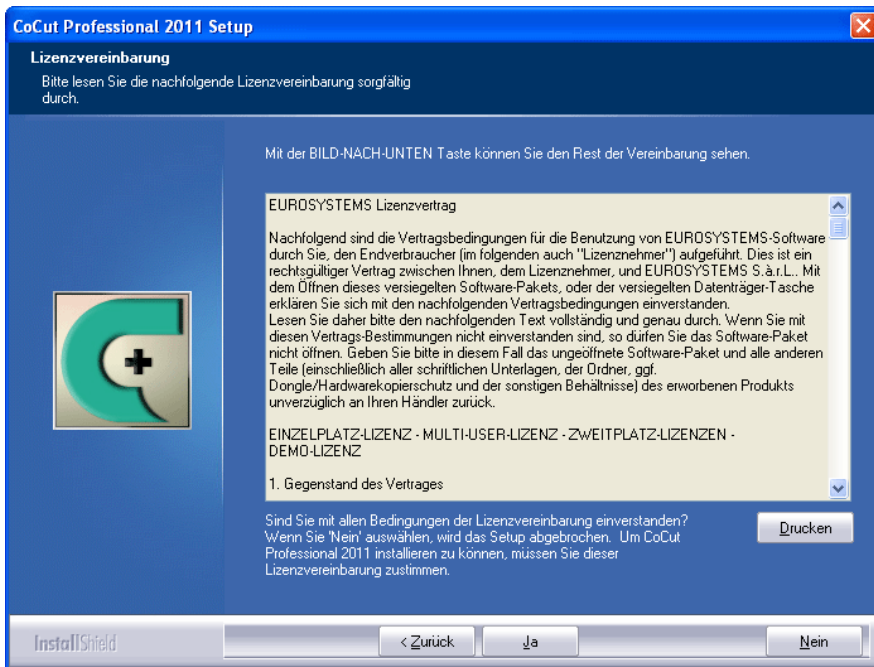 CoCut Professional 2011 Setup
Lizenzvereinbarung
Bitte lesen Sie die nachfolgende Lizenzvereinbarung sorgfältig
durch.
Mit der BILD-NACH-UNTEN Taste können Sie den Rest der Vereinbarung sehen.
EUROSYSTEMS Lizenzvertrag
Nachfolgend sind die Vertragsbedingungen für die Benutzung von EUROSYSTEMS-Software
durch Sie, den Endverbraucher (im folgenden auch "Lizenznehmer") aufgeführt. Dies ist ein
rechtsgültiger Vertrag zwischen Ihnen, dem Lizenznehmer, und EUROSYSTEMS S.à.r.L.. Mit
dem Öffnen dieses versiegelten Software-Pakets, oder der versiegelten Datenträger-Tasche
erklären Sie sich mit den nachfolgenden Vertragsbedingungen einverstanden.
Lesen Sie daher bitte den nachfolgenden Text vollständig und genau durch. Wenn Sie mit
diesen Vertrags-Bestimmungen nicht einverstanden sind, so dürfen Sie das Software-Paket
nicht öffnen. Geben Sie bitte in diesem Fall das ungeöffnete Software-Paket und alle anderen
Teile (einschließlich aller schriftlichen Unterlagen, der Ordner, ggf.
Dongle/Hardwarekopierschutz und der sonstigen Behältnisse) des erworbenen Produkts
unverzüglich an Ihren Händler zurück.
EINZELPLATZ-LIZENZ - MULTI-USER-LIZENZ - ZWEITPLATZ-LIZENZEN -
DEMO-LIZENZ
1. Gegenstand des Vertrages
Sind Sie mit allen Bedingungen der Lizenzvereinbarung einverstanden?
Wenn Sie 'Nein' auswählen, wird das Setup abgebrochen. Um CoCut
Professional 2011 installieren zu können, müssen Sie dieser
Lizenzvereinbarung zustimmen.
Drucken
InstallShield
< Zurück
Ja
Nein